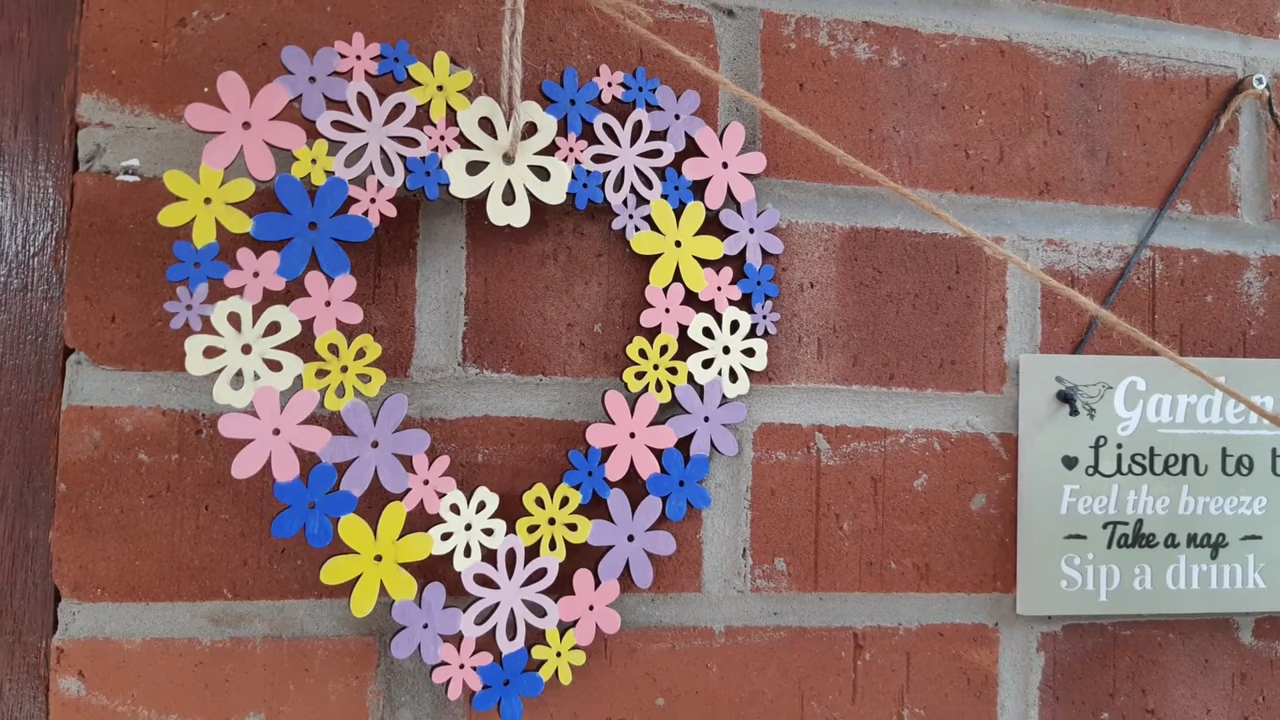 Garden
Listen to t
Feel the breeze
Take a nap
Sip a drink